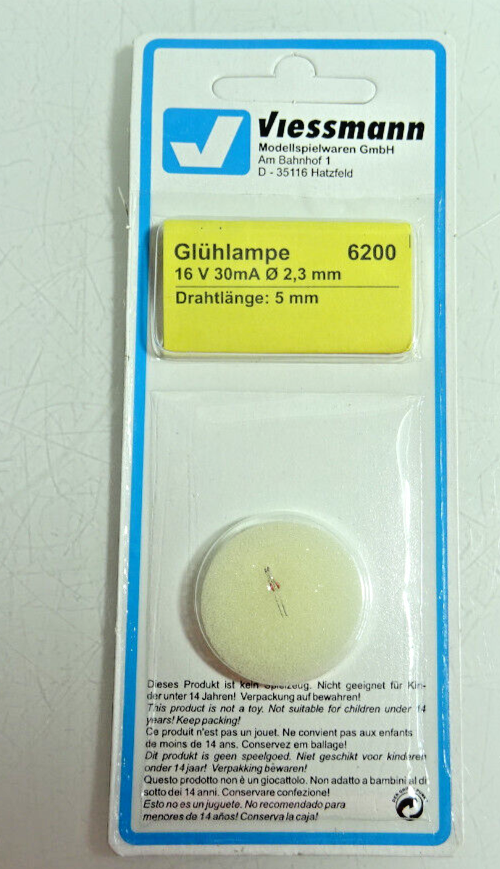 Viessmann
Modellspielwaren GmbH
Am Bahnhof 1
D - 35116 Hatzfeld
Glühlampe 6200
16 V 30mA Ø 2,3 mm
Drahtlänge: 5 mm
Dieses Produkt ist kein Spielzeug. Nicht geeignet für Kin-
der unter 14 Jahren! Verpackung aufbewahren!
This product is not a toy. Not suitable for children under 14
years! Keep packing!
Ce produit n'est pas un jouet. Ne convient pas aux enfants
de moins de 14 ans. Conservez em ballage!
Dit produkt is geen speelgoed. Niet geschikt voor kinderen
onder 14 jaar! Verpakking bewaren!
Questo prodotto non è un giocattolo. Non adatto a bambini al di
sotto dei 14 anni. Conservare confezione!
Esto no es un juguete. No recomendado para
menores de 14 años! Conserva la caja!